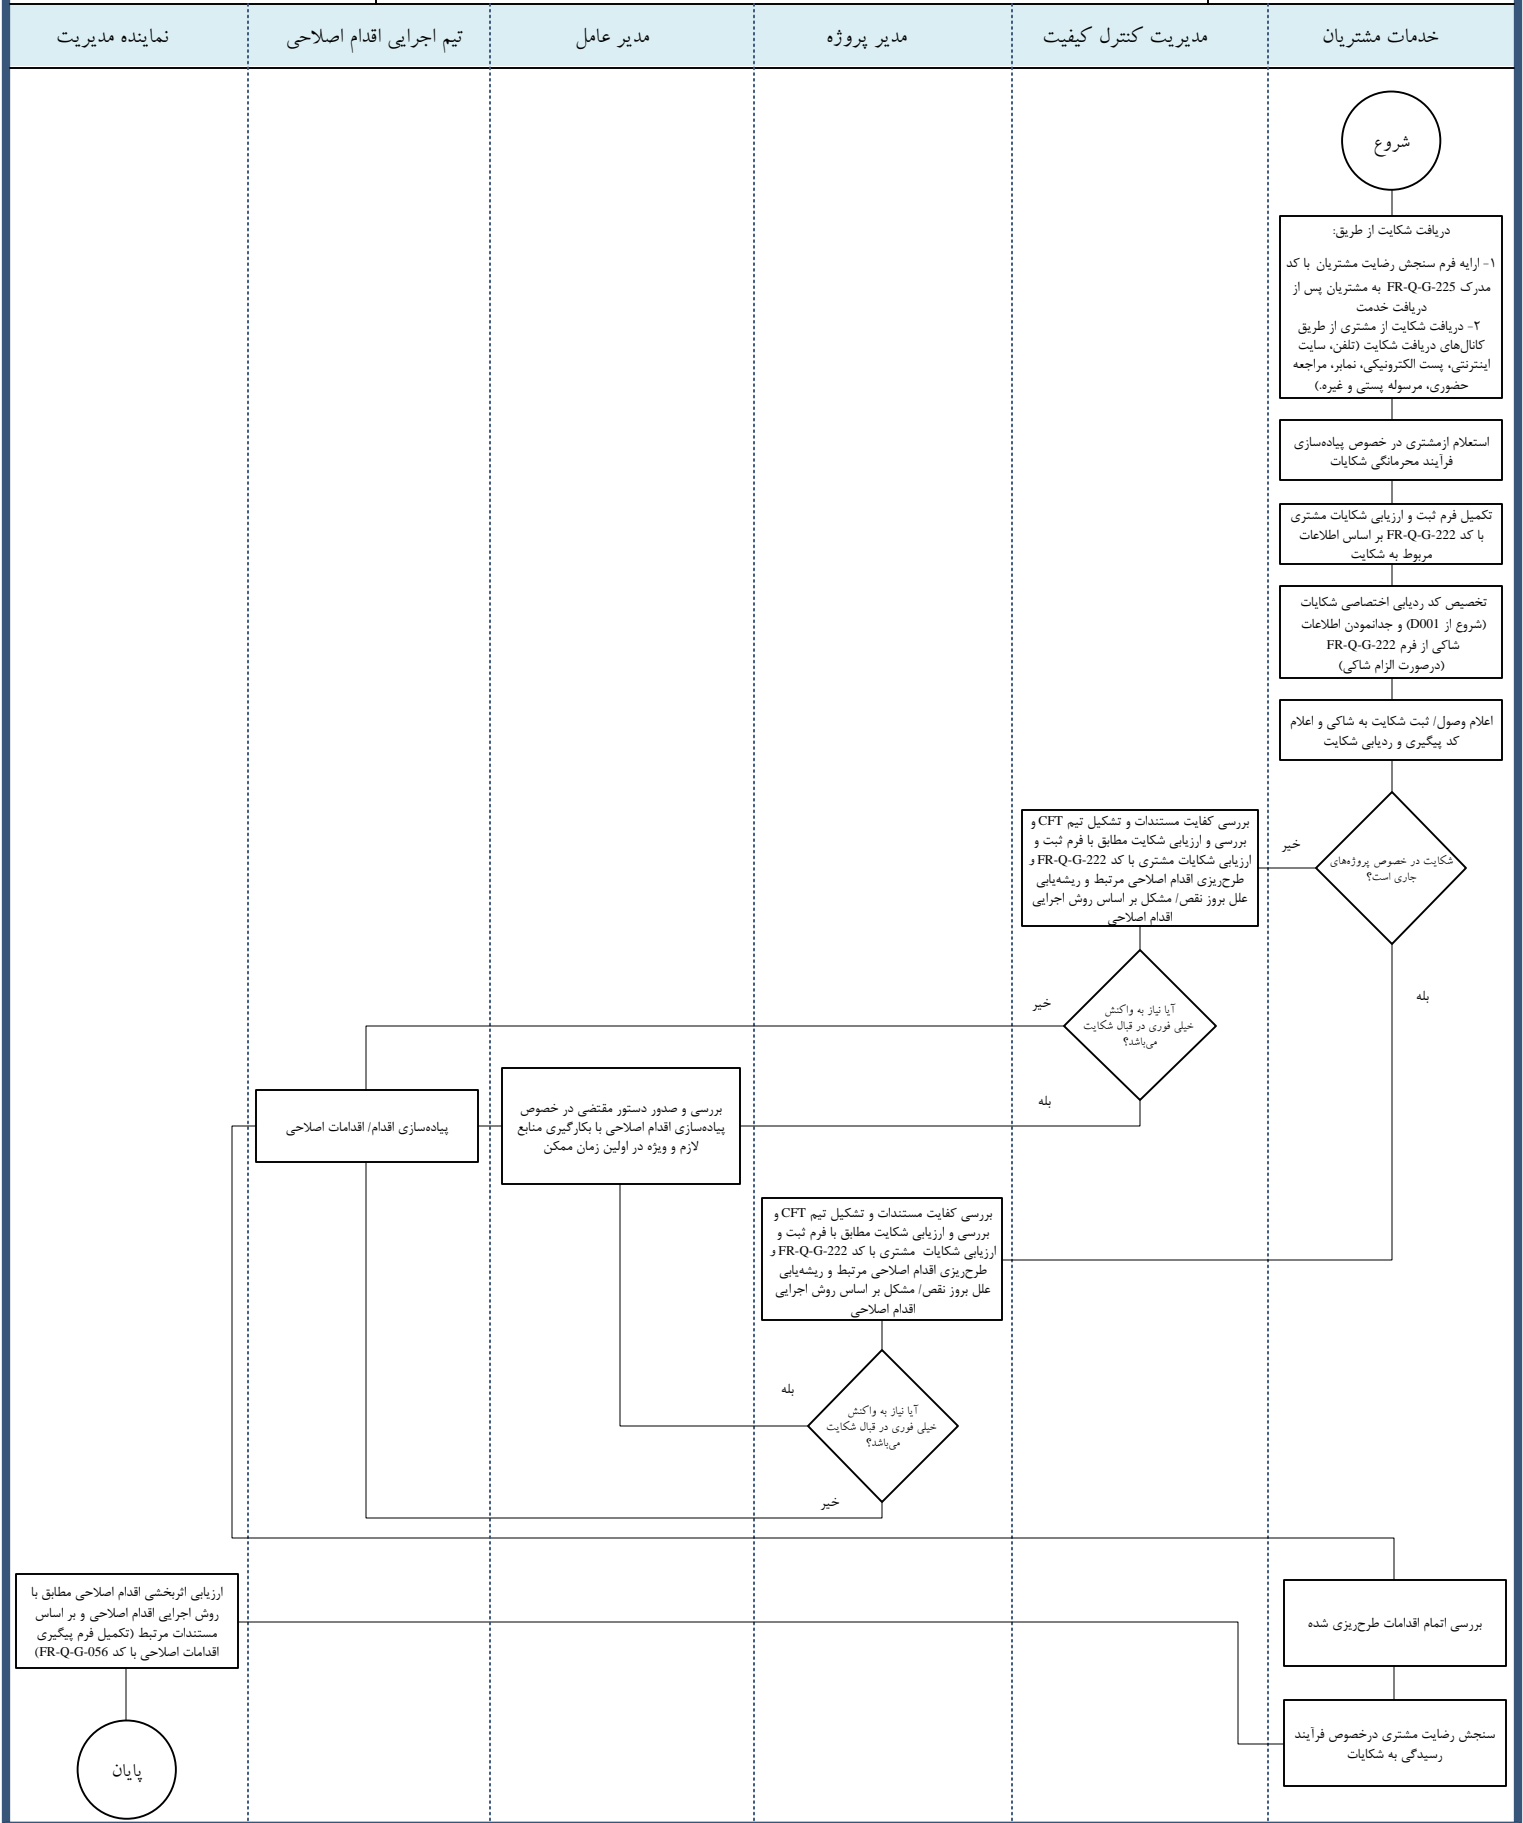 خدمات مشتریان
مدیریت کنترل کیفیت
مدیر پروژه
مدیر عامل
تیم اجرایی اقدام اصلاحی
نماینده مدیریت
شروع
دریافت شکایت از طریق:
۱- ارایه فرم سنجش رضایت مشتریان با کد
مدرک FR-Q-G-225 به مشتریان پس از
دریافت خدمت
۲- دریافت شکایت از مشتری از طریق
کانال‌های دریافت شکایت (تلفن، سایت
اینترنتی، پست الکترونیکی، نمابر، مراجعه
حضوری، مرسوله پستی و غیره.)
استعلام ازمشتری در خصوص پیاده‌سازی
فرآیند محرمانگی شکایات
تکمیل فرم ثبت و ارزیابی شکایات مشتری
با کد FR-Q-G-222 بر اساس اطلاعات
مربوط به شکایت
تخصیص کد ردیابی اختصاصی شکایات
(شروع از D001) و جدانمودن اطلاعات
شاکی از فرم FR-Q-G-222
(درصورت الزام شاکی)
اعلام وصول/ ثبت شکایت به شاکی و اعلام
کد پیگیری و ردیابی شکایت
شکایت در خصوص پروژه‌های
جاری است؟
خیر
بله
بررسی کفایت مستندات و تشکیل تیم CFT و
بررسی و ارزیابی شکایت مطابق با فرم ثبت و
ارزیابی شکایات مشتری با کد FR-Q-G-222 و
طرح‌ریزی اقدام اصلاحی مرتبط و ریشه‌یابی
علل بروز نقص/ مشکل بر اساس روش اجرایی
اقدام اصلاحی
آیا نیاز به واکنش
خیلی فوری در قبال شکایت
می‌باشد؟
خیر
بله
بررسی و صدور دستور مقتضی در خصوص
پیاده‌سازی اقدام اصلاحی با بکارگیری منابع
لازم و ویژه در اولین زمان ممکن
پیاده‌سازی اقدام/ اقدامات اصلاحی
بررسی کفایت مستندات و تشکیل تیم CFT و
بررسی و ارزیابی شکایت مطابق با فرم ثبت و
ارزیابی شکایات مشتری با کد FR-Q-G-222 و
طرح‌ریزی اقدام اصلاحی مرتبط و ریشه‌یابی
علل بروز نقص/ مشکل بر اساس روش اجرایی
اقدام اصلاحی
آیا نیاز به واکنش
خیلی فوری در قبال شکایت
می‌باشد؟
بله
خیر
بررسی اتمام اقدامات طرح‌ریزی شده
سنجش رضایت مشتری درخصوص فرآیند
رسیدگی به شکایات
ارزیابی اثربخشی اقدام اصلاحی مطابق با
روش اجرایی اقدام اصلاحی و بر اساس
مستندات مرتبط (تکمیل فرم پیگیری
اقدامات اصلاحی با کد FR-Q-G-056)
پایان